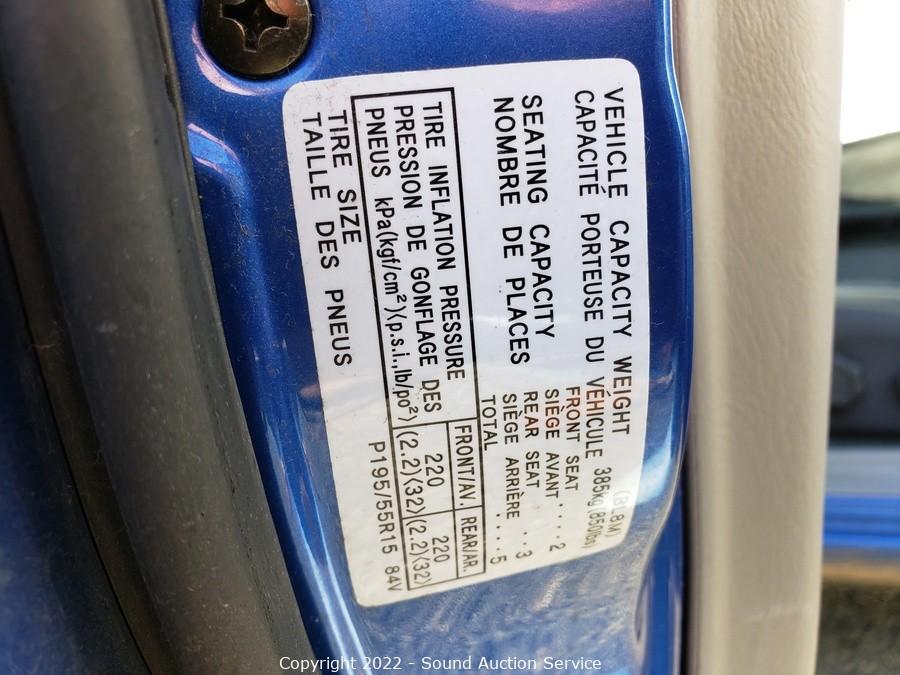 VEHICLE CAPACITY WEIGHT (BL8M)
CAPACITÉ PORTEUSE DU VÉHICULE 385kg(850lbs)
SEATING CAPACITY
NOMBRE DE PLACES
FRONT SEAT
SIÈGE AVANT ....2
REAR SEAT
SIÈGE ARRIÈRE ..3
TOTAL ....5
TIRE INFLATION PRESSURE
PRESSION DE GONFLAGE DES
PNEUS kPa(kgf/cm²)(p.s.i.,lb/po²)
FRONT/AV. REAR/AR.
220 220
(2.2)(32) (2.2)(32)
TIRE SIZE
TAILLE DES PNEUS P195/55R15 84V
Copyright 2022 - Sound Auction Service